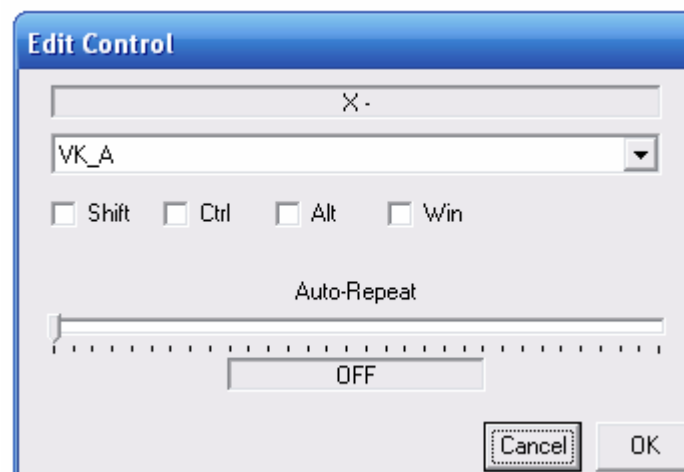 Edit Control
X -
VK_A
Shift Ctrl Alt Win
Auto-Repeat
OFF
Cancel OK